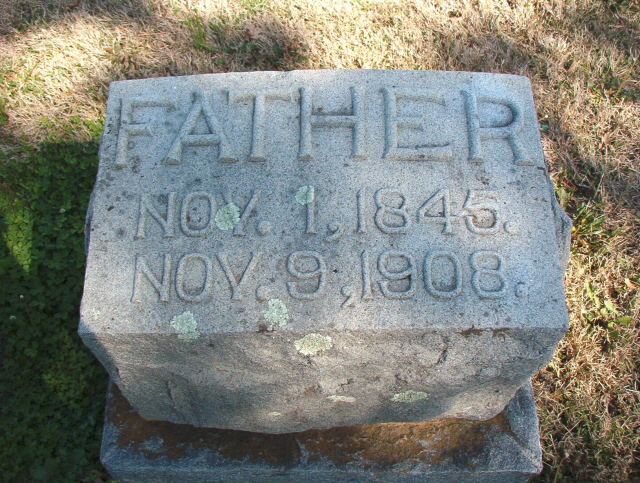 FATHER
NOV. 1, 1845.
NOV. 9, 1908.